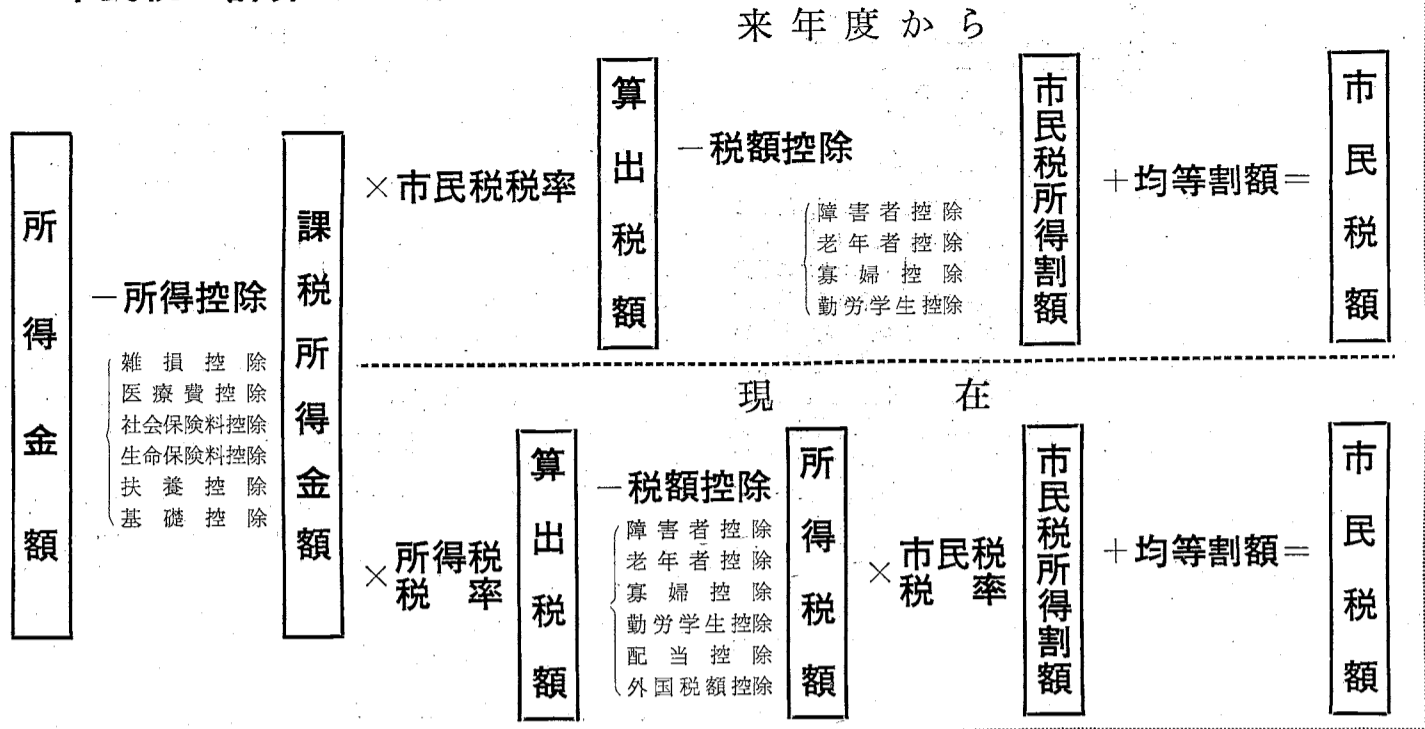 来年度から
所得金額
－所得控除
雑損控除
医療費控除
社会保険料控除
生命保険料控除
扶養控除
基礎控除
課税所得金額
×市民税税率
算出税額
－税額控除
障害者控除
老年者控除
寡婦控除
勤労学生控除
市民税所得割額
＋均等割額＝
市民税額
現在
×所得税
税率
算出税額
－税額控除
障害者控除
老年者控除
寡婦控除
勤労学生控除
配当控除
外国税額控除
所得税額
×市民税
税率
市民税所得割額
＋均等割額＝
市民税額